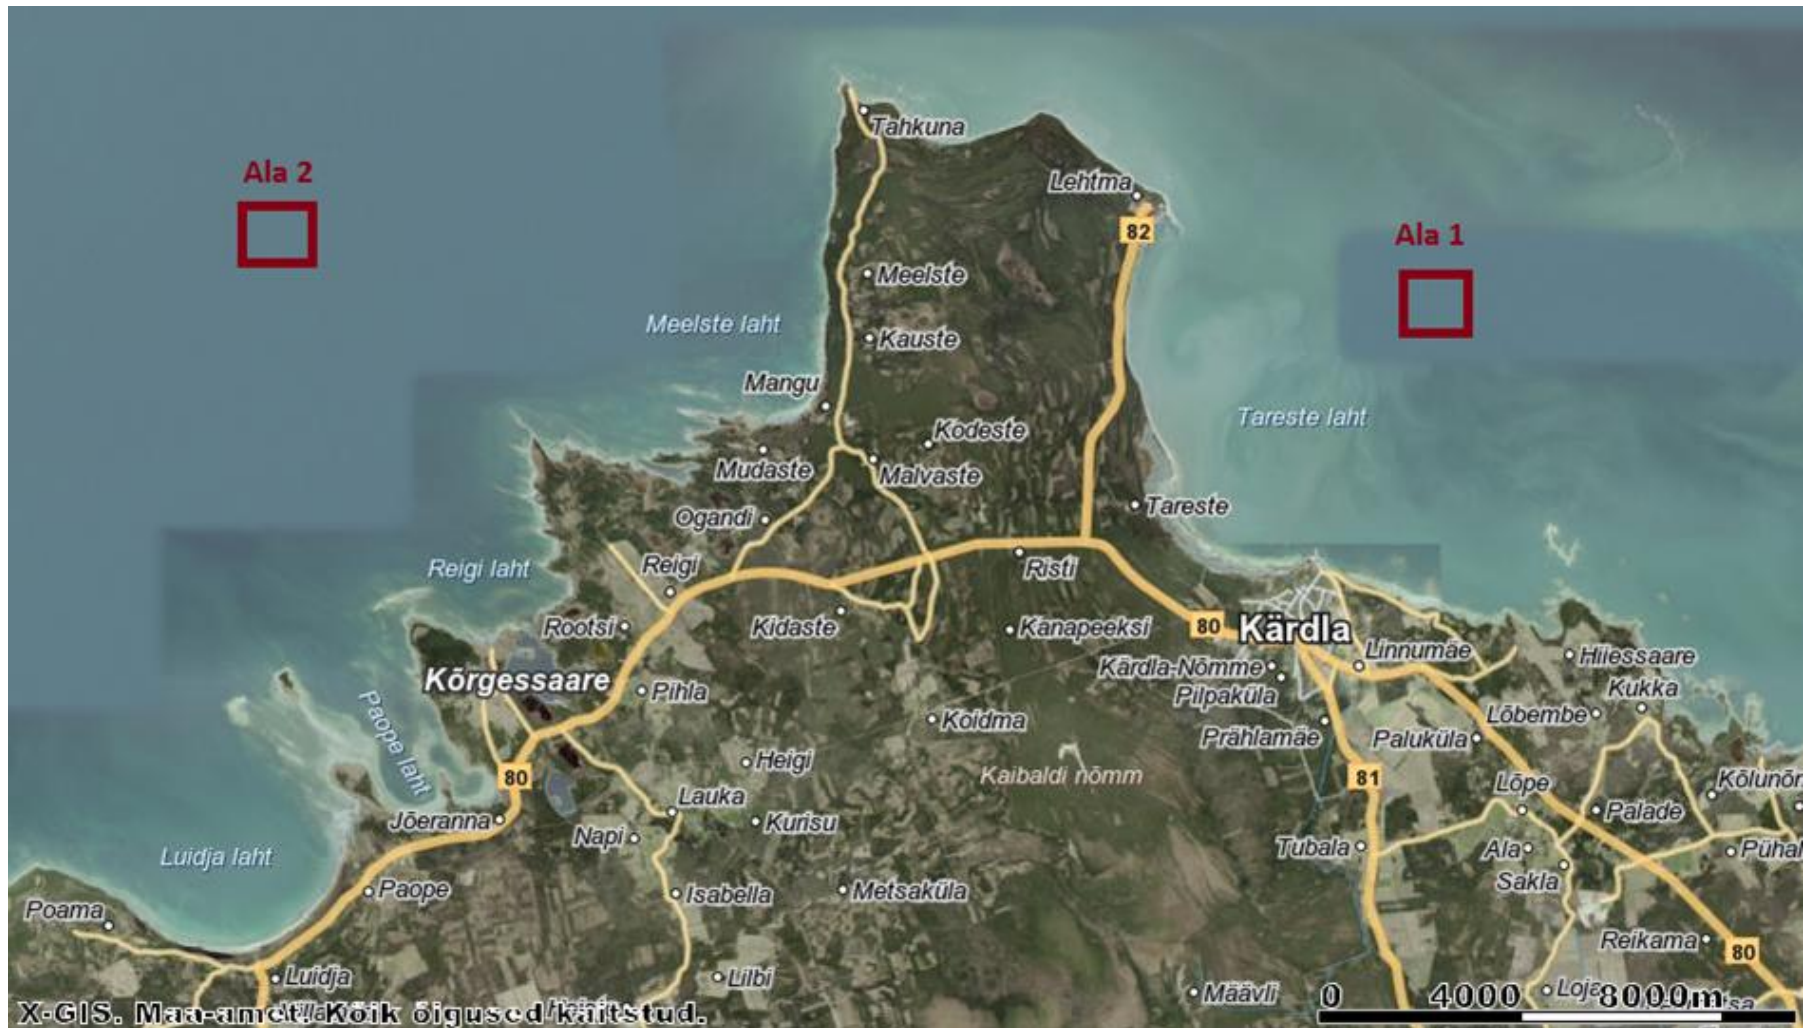 Tahkuna
Ala 2
Lehtma
82
Ala 1
Meelste
Meelste laht
Kauste
Mangu
Kodeste
Tareste laht
Mudaste
Malvaste
Ogandi
Tareste
Reigi laht
Reigi
Risti
Rootsi
Kidaste
Kanapeeksi
80
Kärdla
Linnumäe
Hilessaare
Kärdla-Nõmme
Kõrgessaare
Pihla
Pilpaküla
Kukka
Paope laht
Koidma
Lõbembe
Prählamäe
Paluküla
Heigi
Kaibaldi nõmm
80
81
Lauka
Lõpe
Jõeranna
Kurisu
Palade
Napi
Tubala
Ala
Luidja laht
Sakla
Paope
Isabella
Metsaküla
Poama
Reikama
80
Luidja
Lilbi
Määvli
0 4000 8000m
X-GIS. Maa-amet. Kõik õigused kaitstud.